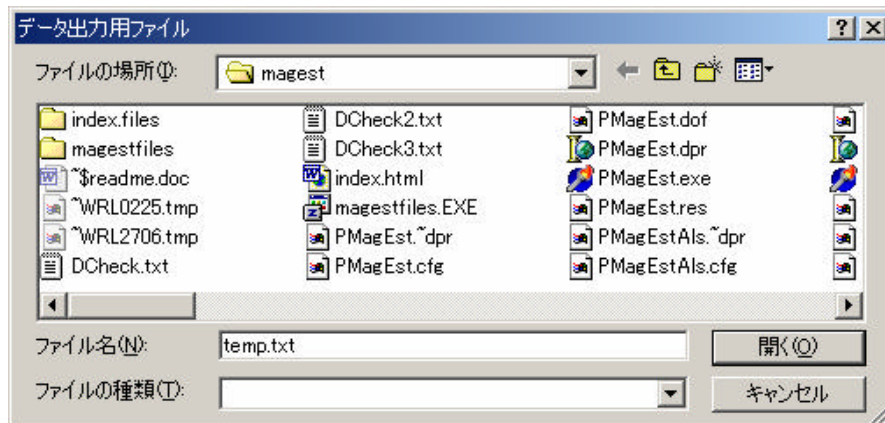 データ出力用ファイル
ファイルの場所(I):
magest
index.files
magestfiles
~$readme.doc
~WRL0225.tmp
~WRL2706.tmp
DCheck.txt
DCheck2.txt
DCheck3.txt
index.html
magestfiles.EXE
PMagEst.~dpr
PMagEst.cfg
PMagEst.dof
PMagEst.dpr
PMagEst.exe
PMagEst.res
PMagEstAls.~dpr
PMagEstAls.cfg
ファイル名(N):
temp.txt
開く(O)
ファイルの種類(T):
キャンセル